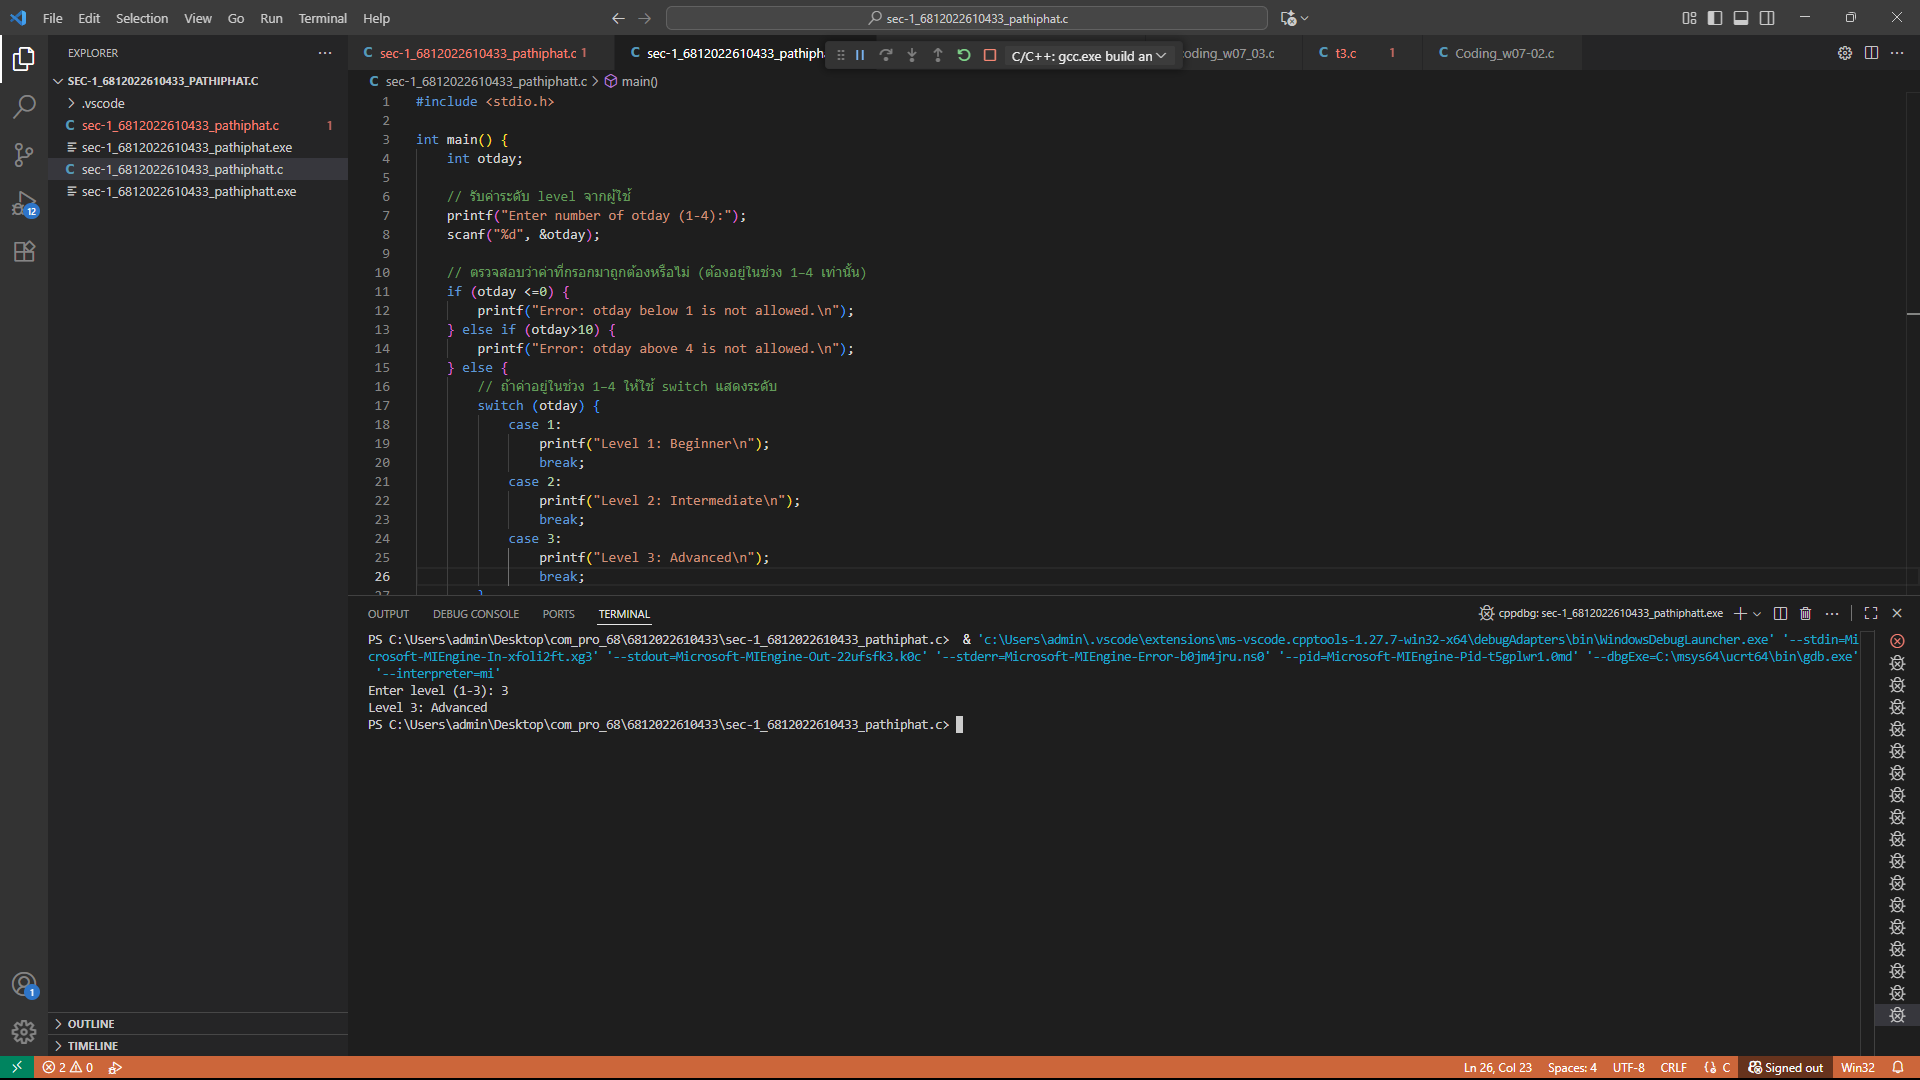 File Edit Selection View Go Run Terminal Help
sec-1_6812022610433_pathiphat.c
EXPLORER
SEC-1_6812022610433_PATHIPHAT.C
.vscode
C sec-1_6812022610433_pathiphat.c 1
sec-1_6812022610433_pathiphat.exe
C sec-1_6812022610433_pathiphatt.c
sec-1_6812022610433_pathiphatt.exe
12
1
OUTLINE
TIMELINE
C sec-1_6812022610433_pathiphat.c 1
C sec-1_6812022610433_pathipha
C/C++: gcc.exe build an
oding_w07_03.c
C t3.c 1
C Coding_w07-02.c
C sec-1_6812022610433_pathiphatt.c > main()
1 #include <stdio.h>
2
3 int main() {
4 int otday;
5
6 // รับค่าระดับ level จากผู้ใช้
7 printf("Enter number of otday (1-4):");
8 scanf("%d", &otday);
9
10 // ตรวจสอบว่าค่าที่กรอกมาถูกต้องหรือไม่ (ต้องอยู่ในช่วง 1–4 เท่านั้น)
11 if (otday <=0) {
12 printf("Error: otday below 1 is not allowed.\n");
13 } else if (otday>10) {
14 printf("Error: otday above 4 is not allowed.\n");
15 } else {
16 // ถ้าค่าอยู่ในช่วง 1–4 ให้ใช้ switch แสดงระดับ
17 switch (otday) {
18 case 1:
19 printf("Level 1: Beginner\n");
20 break;
21 case 2:
22 printf("Level 2: Intermediate\n");
23 break;
24 case 3:
25 printf("Level 3: Advanced\n");
26 break;
27 }
OUTPUT DEBUG CONSOLE PORTS TERMINAL
cppdbg: sec-1_6812022610433_pathiphatt.exe
PS C:\Users\admin\Desktop\com_pro_68\6812022610433\sec-1_6812022610433_pathiphat.c> & 'c:\Users\admin\.vscode\extensions\ms-vscode.cpptools-1.27.7-win32-x64\debugAdapters\bin\WindowsDebugLauncher.exe' '--stdin=Mi
crosoft-MIEngine-In-xfoli2ft.xg3' '--stdout=Microsoft-MIEngine-Out-22ufsfk3.k0c' '--stderr=Microsoft-MIEngine-Error-b0jm4jru.ns0' '--pid=Microsoft-MIEngine-Pid-t5gplwr1.0md' '--dbgExe=C:\msys64\ucrt64\bin\gdb.exe'
'--interpreter=mi'
Enter level (1-3): 3
Level 3: Advanced
PS C:\Users\admin\Desktop\com_pro_68\6812022610433\sec-1_6812022610433_pathiphat.c>
2 0
Ln 26, Col 23 Spaces: 4 UTF-8 CRLF {} C Signed out Win32